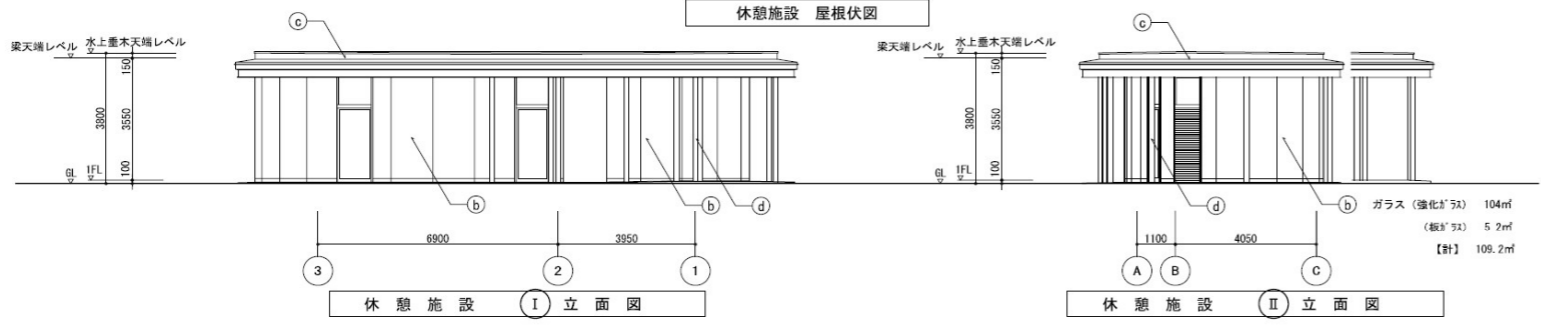 休憩施設 屋根伏図
c
梁天端レベル 水上垂木天端レベル
150
3800
3550
100
GL 1FL
b
b
d
6900
3950
3
2
1
休憩施設 Ⅰ 立面図
c
梁天端レベル 水上垂木天端レベル
150
3800
3550
100
GL 1FL
d
b
ガラス (強化ガラス) 104㎡
(板ガラス) 5.2㎡
【計】 109.2㎡
1100
4050
A
B
C
休憩施設 Ⅱ 立面図